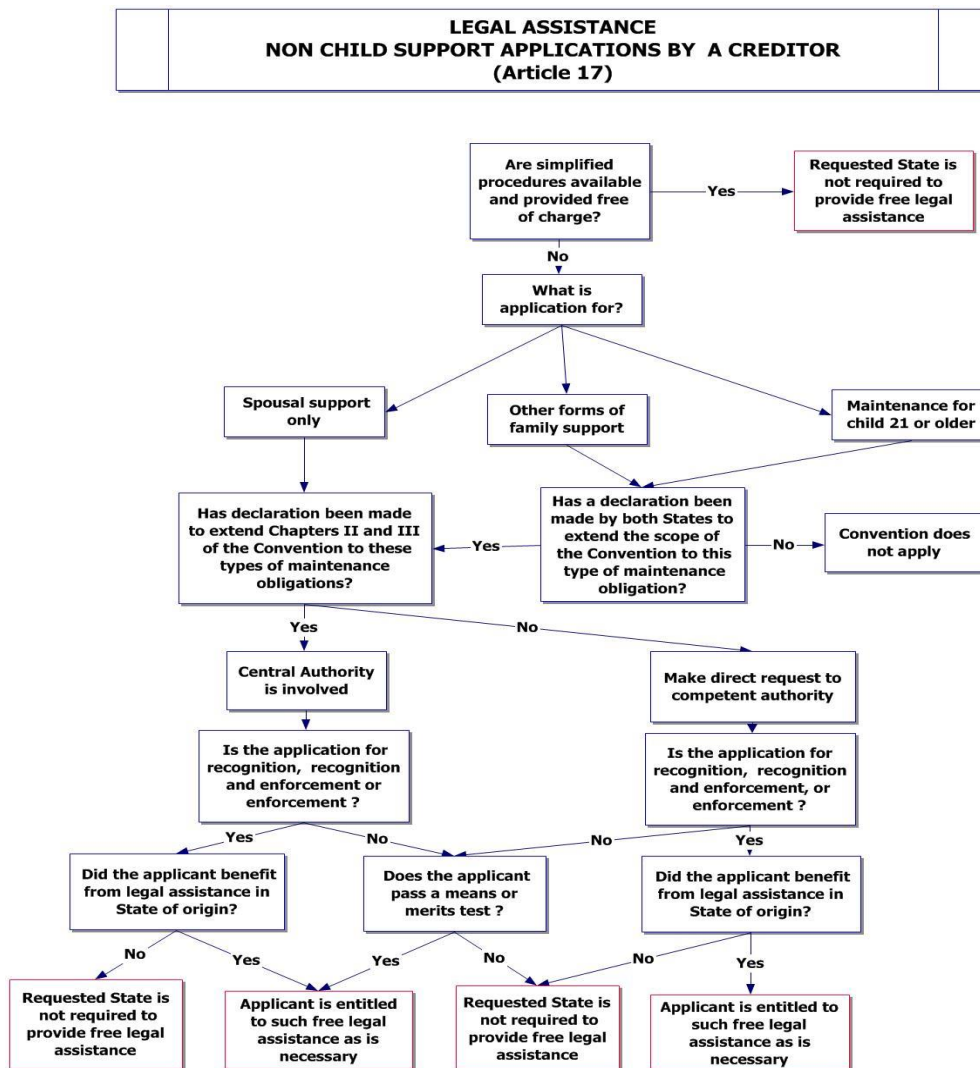 LEGAL ASSISTANCE
NON CHILD SUPPORT APPLICATIONS BY A CREDITOR
(Article 17)
Are simplified
procedures available
and provided free
of charge?
Yes
Requested State is
not required to
provide free legal
assistance
No
What is
application for?
Spousal support
only
Other forms of
family support
Maintenance for
child 21 or older
Has declaration been made
to extend Chapters II and III
of the Convention to these
types of maintenance
obligations?
Yes
Has a declaration been
made by both States to
extend the scope of
the Convention to this
type of maintenance
obligation?
No
Convention does
not apply
Yes
No
Central Authority
is involved
Make direct request to
competent authority
Is the application for
recognition, recognition
and enforcement or
enforcement ?
Is the application for
recognition, recognition
and enforcement, or
enforcement ?
Yes
No
No
Yes
Did the applicant benefit
from legal assistance in
State of origin?
Does the applicant
pass a means or
merits test ?
Did the applicant benefit
from legal assistance in
State of origin?
No
Yes
Yes
No
No
Yes
Requested State is
not required to
provide free legal
assistance
Applicant is entitled
to such free legal
assistance as is
necessary
Requested State is
not required to
provide free legal
assistance
Applicant is entitled to
such free legal
assistance as is
necessary